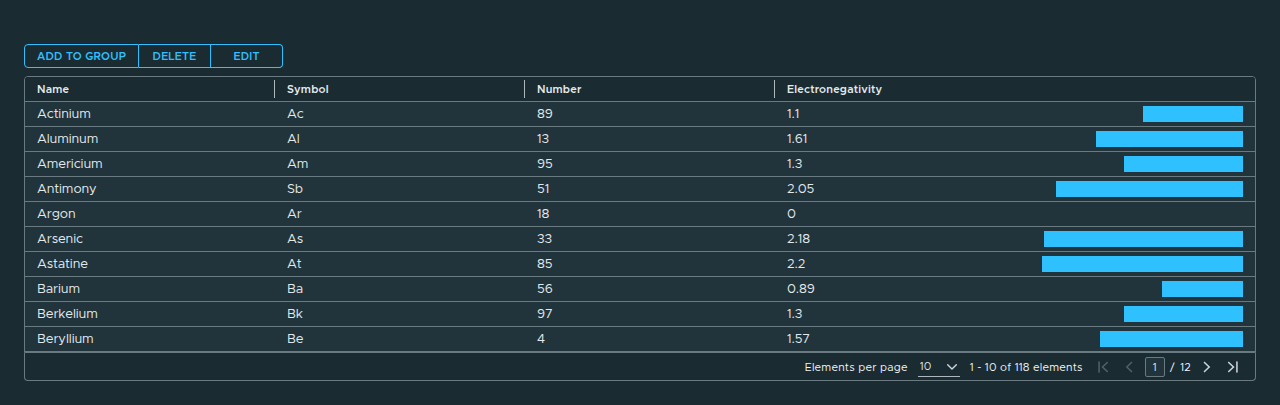 ADD TO GROUP DELETE EDIT
Name Symbol Number Electronegativity
Actinium Ac 89 1.1
Aluminum Al 13 1.61
Americium Am 95 1.3
Antimony Sb 51 2.05
Argon Ar 18 0
Arsenic As 33 2.18
Astatine At 85 2.2
Barium Ba 56 0.89
Berkelium Bk 97 1.3
Beryllium Be 4 1.57
Elements per page 10 1 - 10 of 118 elements 1 / 12